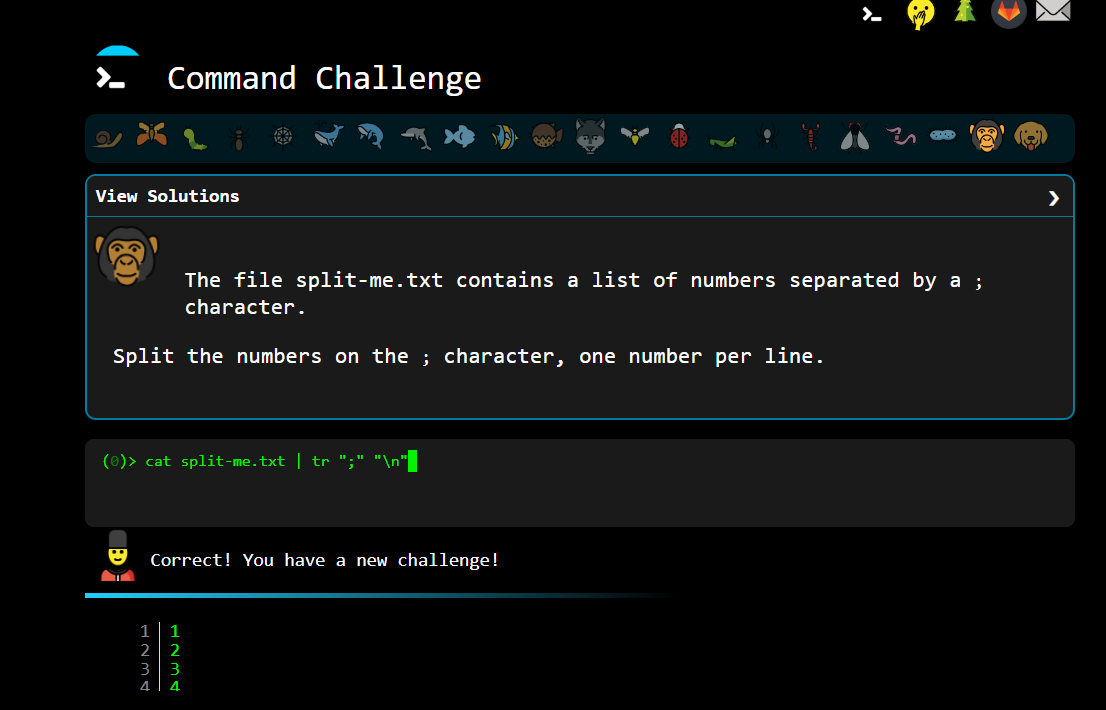 Command Challenge
View Solutions
The file split-me.txt contains a list of numbers separated by a ;
character.
Split the numbers on the ; character, one number per line.
(0)> cat split-me.txt | tr ";" "\n"
Correct! You have a new challenge!
1 1
2 2
3 3
4 4